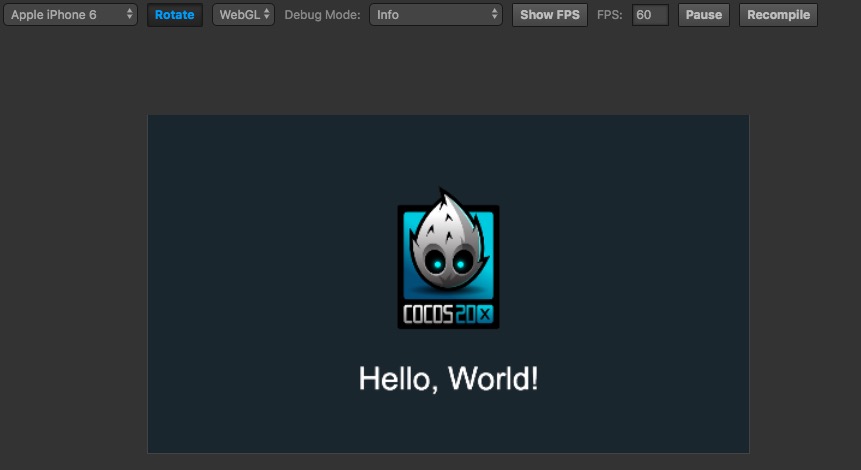 Apple iPhone 6 Rotate WebGL Debug Mode: Info Show FPS FPS: 60 Pause Recompile
COCOS2DX
Hello, World!